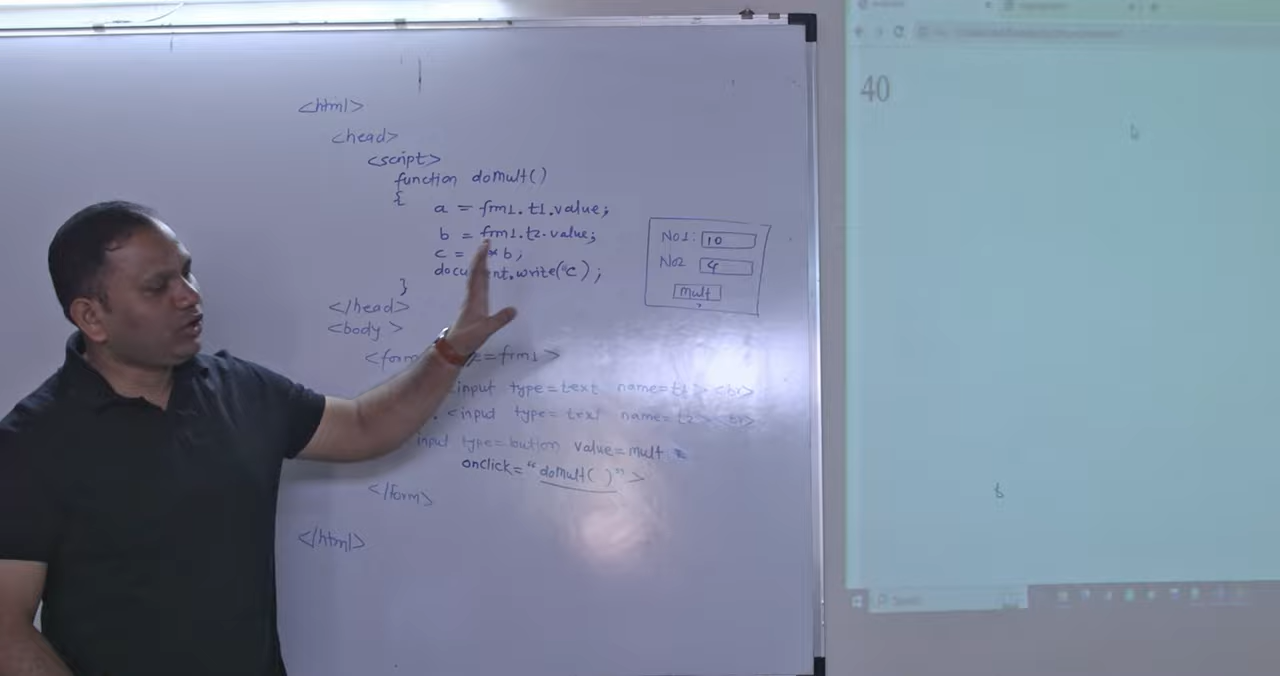 <html>
<head>
<script>
function domult()
{
a = frm1.t1.value;
b = frm1.t2.value;
c = * b;
document.write("c);
}
</head>
<body>
<form =frm1>
<input type=text name=t1> <br>
. <input type=text name=t2> <br>
input type=button value=mult
onclick="domult( )">
</form>
</html>
No1: 10
No2 4
mult
40